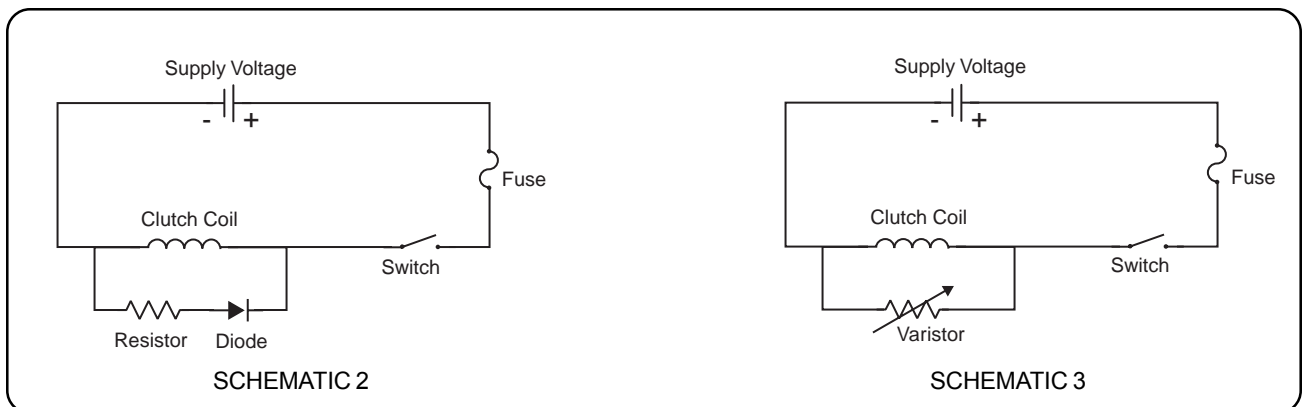 Supply Voltage
- +
Fuse
Clutch Coil
Switch
Resistor Diode
SCHEMATIC 2
Supply Voltage
- +
Fuse
Clutch Coil
Switch
Varistor
SCHEMATIC 3